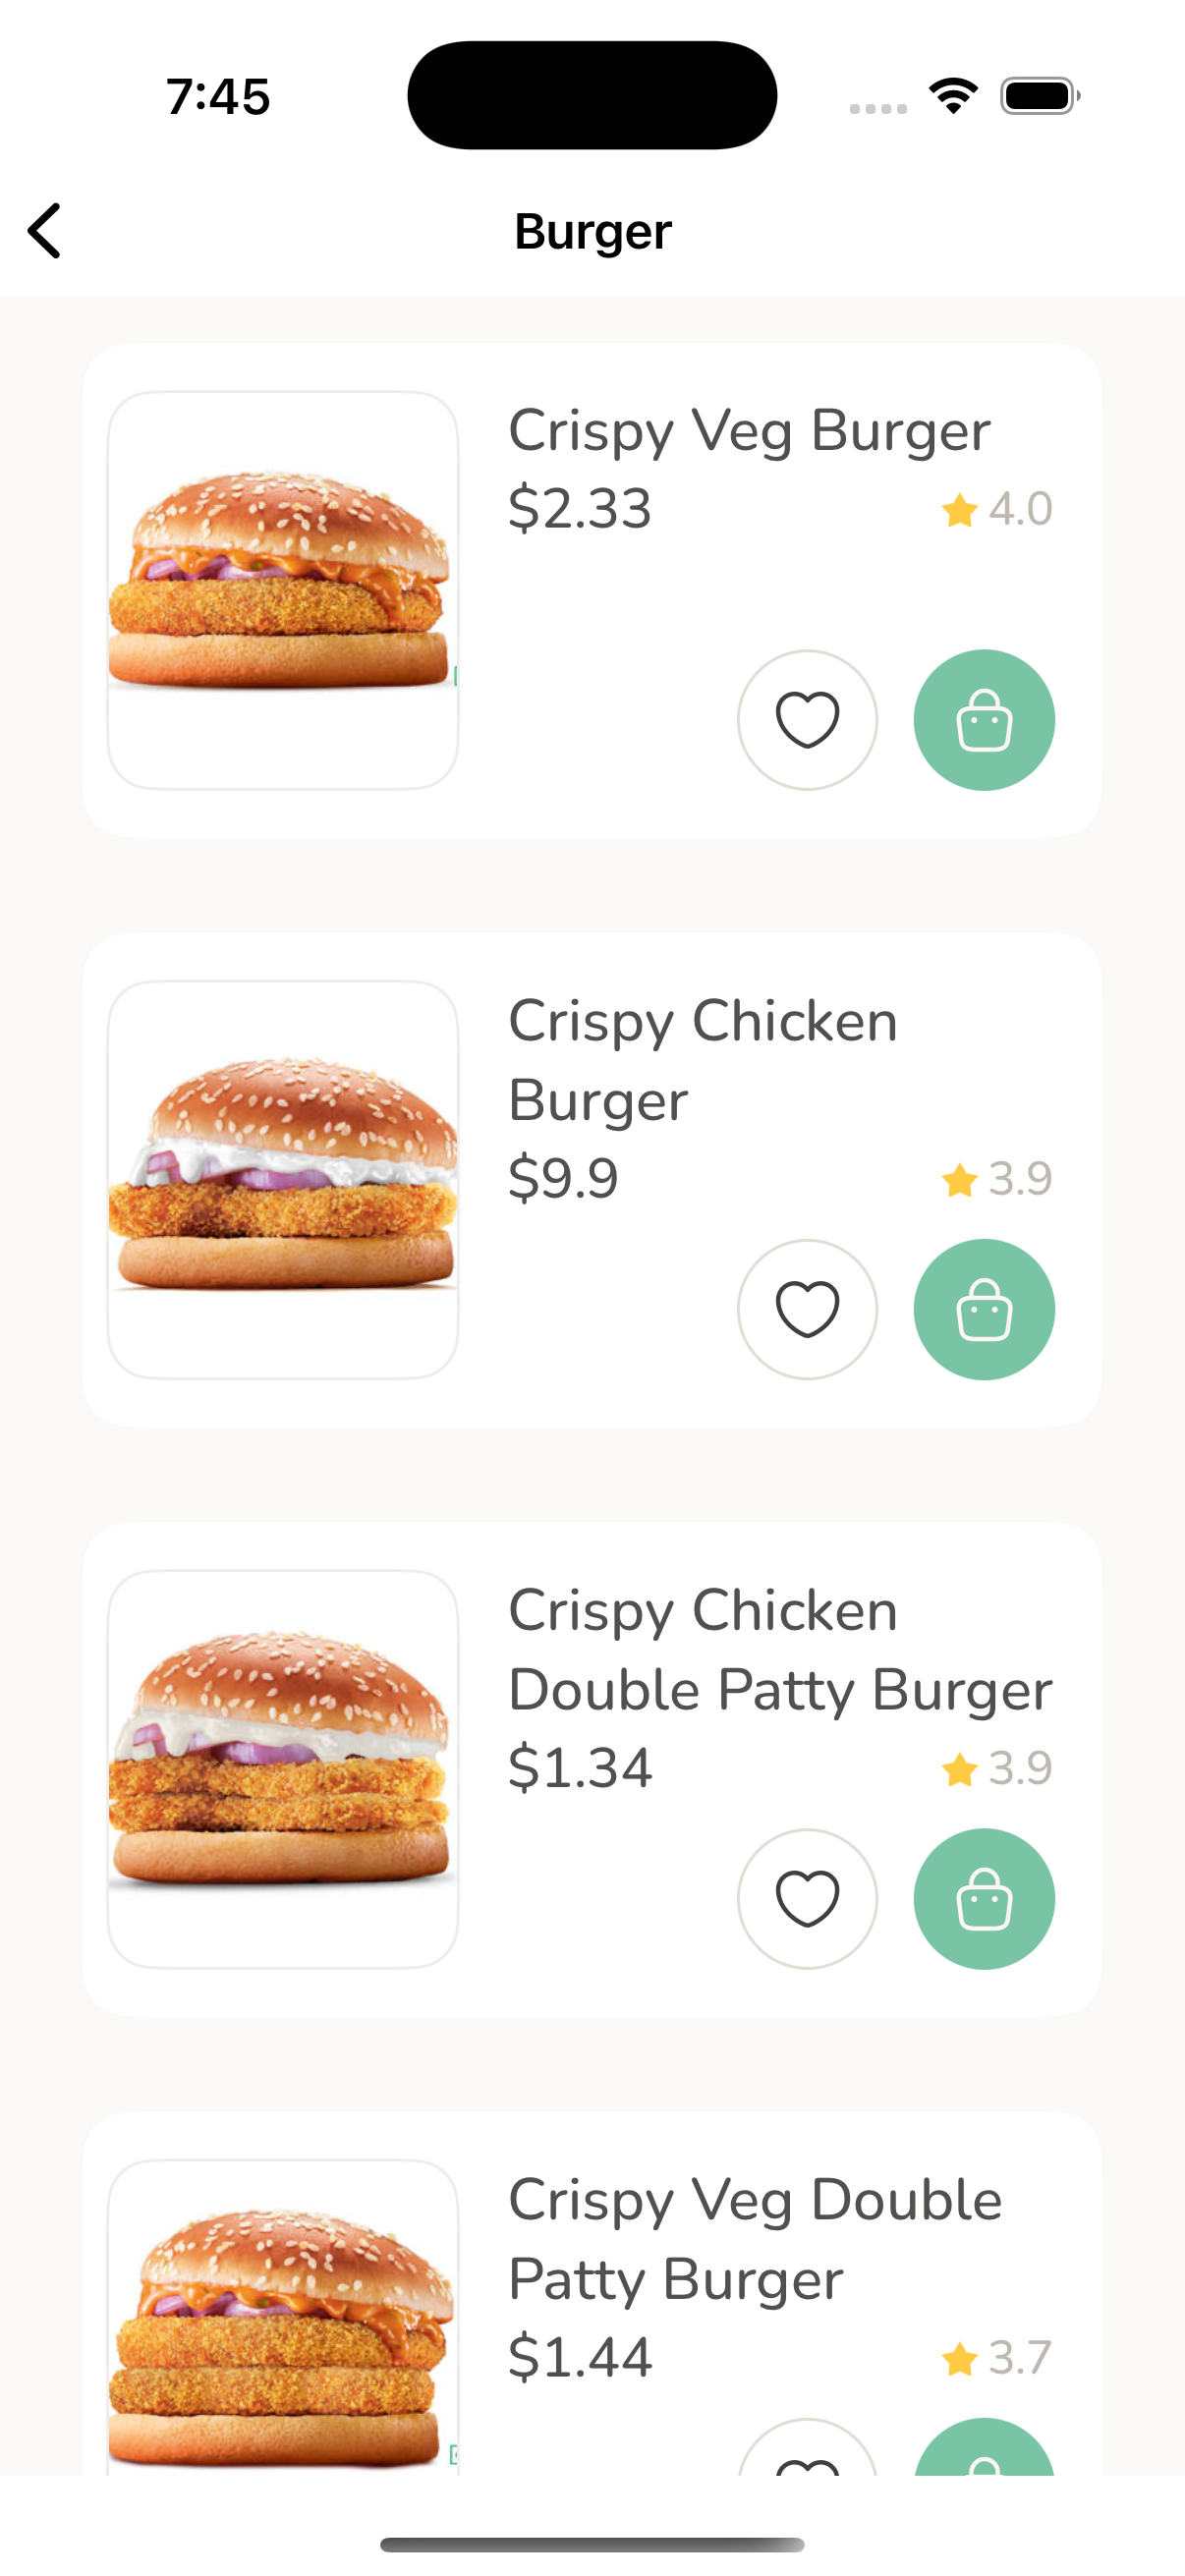 7:45
Burger
Crispy Veg Burger
$2.33 4.0
Crispy Chicken
Burger
$9.9 3.9
Crispy Chicken
Double Patty Burger
$1.34 3.9
Crispy Veg Double
Patty Burger
$1.44 3.7